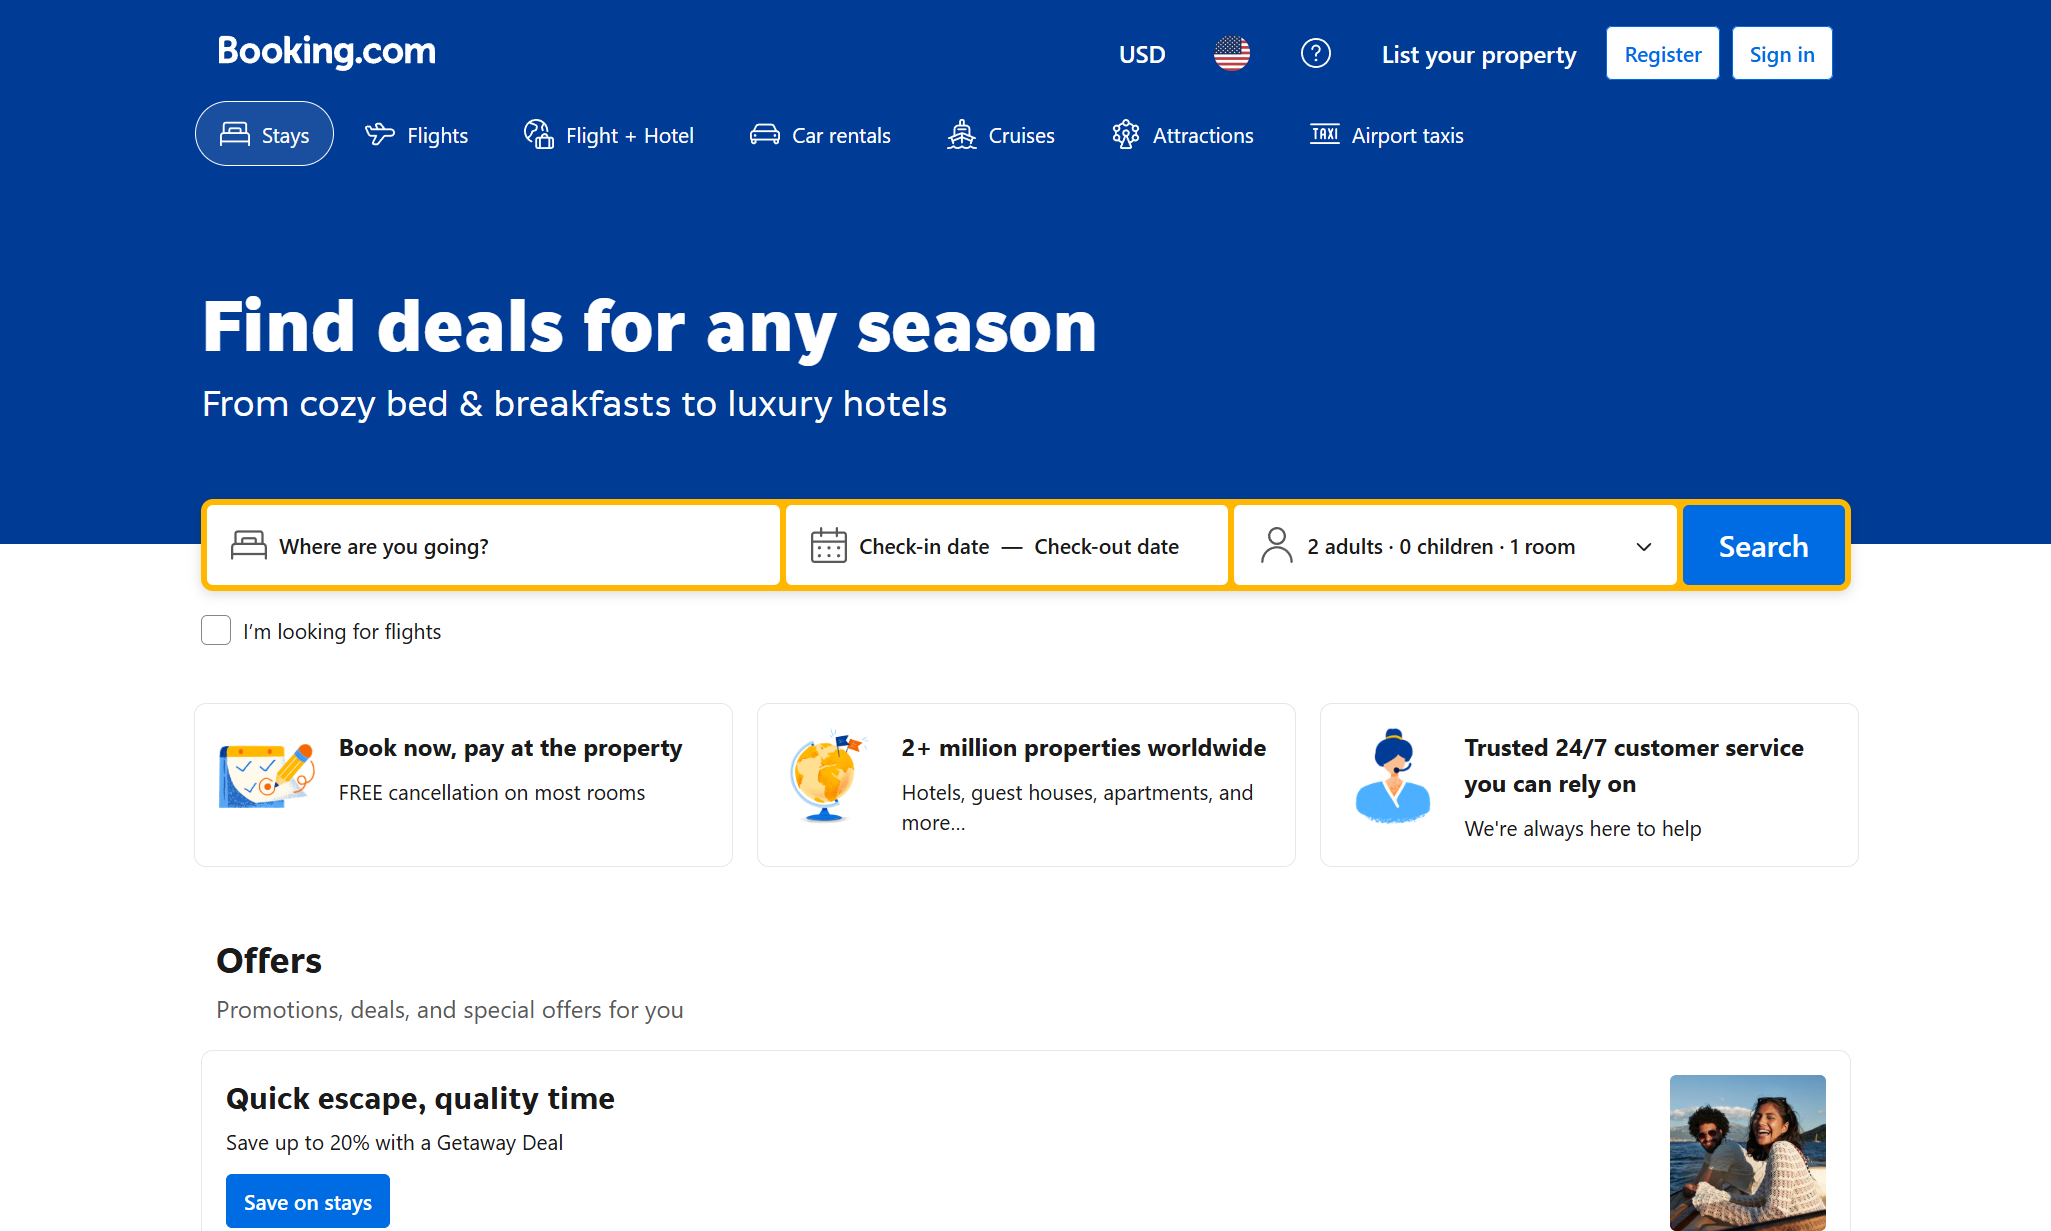 Booking.com
USD
List your property
Register
Sign in
Stays
Flights
Flight + Hotel
Car rentals
Cruises
Attractions
TAXI
Airport taxis
Find deals for any season
From cozy bed & breakfasts to luxury hotels
Where are you going?
Check-in date — Check-out date
2 adults · 0 children · 1 room
Search
I'm looking for flights
Book now, pay at the property
FREE cancellation on most rooms
2+ million properties worldwide
Hotels, guest houses, apartments, and
more...
Trusted 24/7 customer service
you can rely on
We're always here to help
Offers
Promotions, deals, and special offers for you
Quick escape, quality time
Save up to 20% with a Getaway Deal
Save on stays